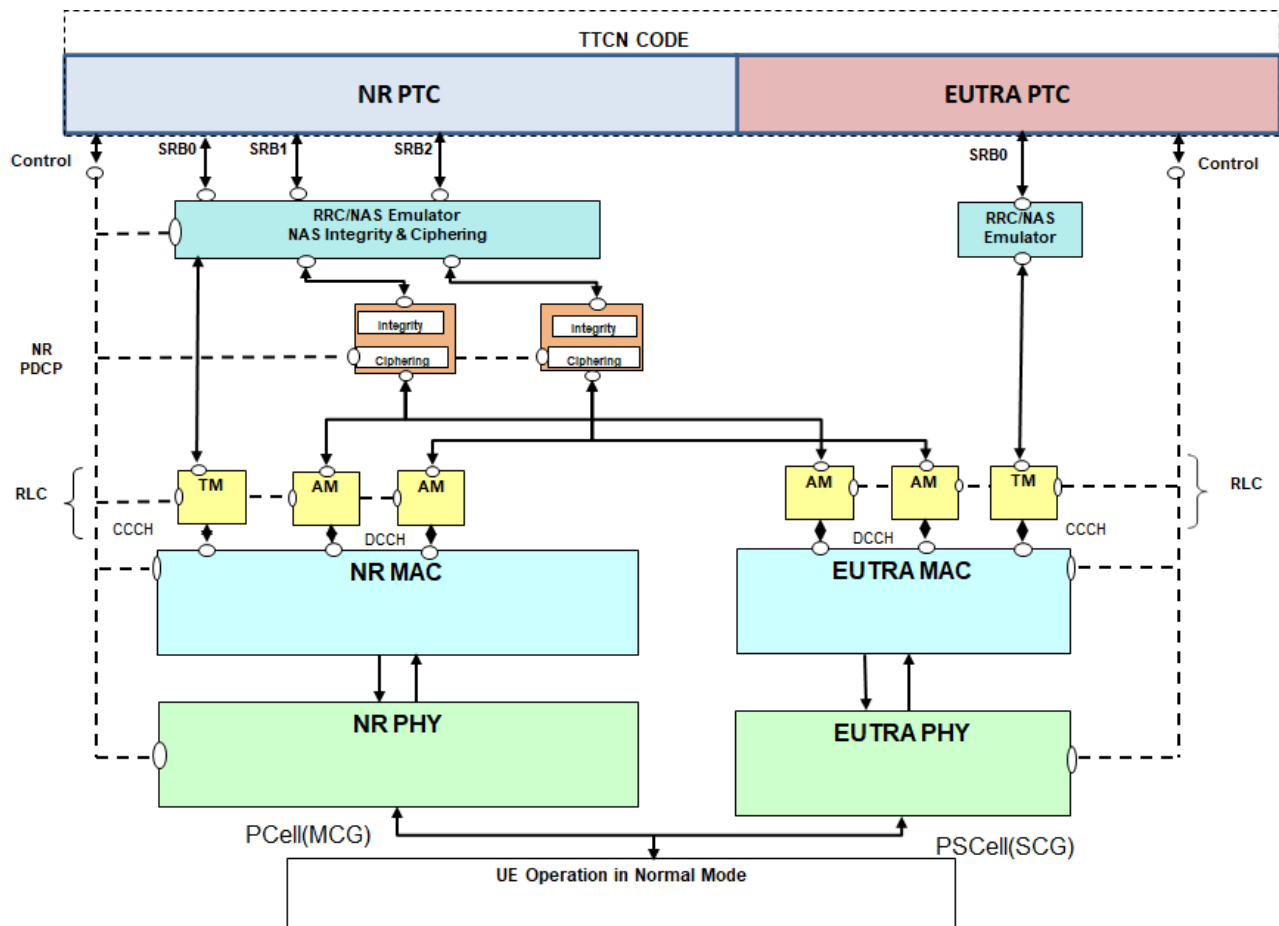 TTCN CODE
NR PTC
EUTRA PTC
SRB0
SRB1
SRB2
SRB0
Control
Control
RRC/NAS Emulator
NAS Integrity & Ciphering
RRC/NAS
Emulator
Integrity
Integrity
NR
PDCP
Ciphering
Ciphering
RLC
TM
AM
AM
AM
AM
TM
RLC
CCCH
DCCH
DCCH
CCCH
NR MAC
EUTRA MAC
NR PHY
EUTRA PHY
PCell(MCG)
PSCell(SCG)
UE Operation in Normal Mode